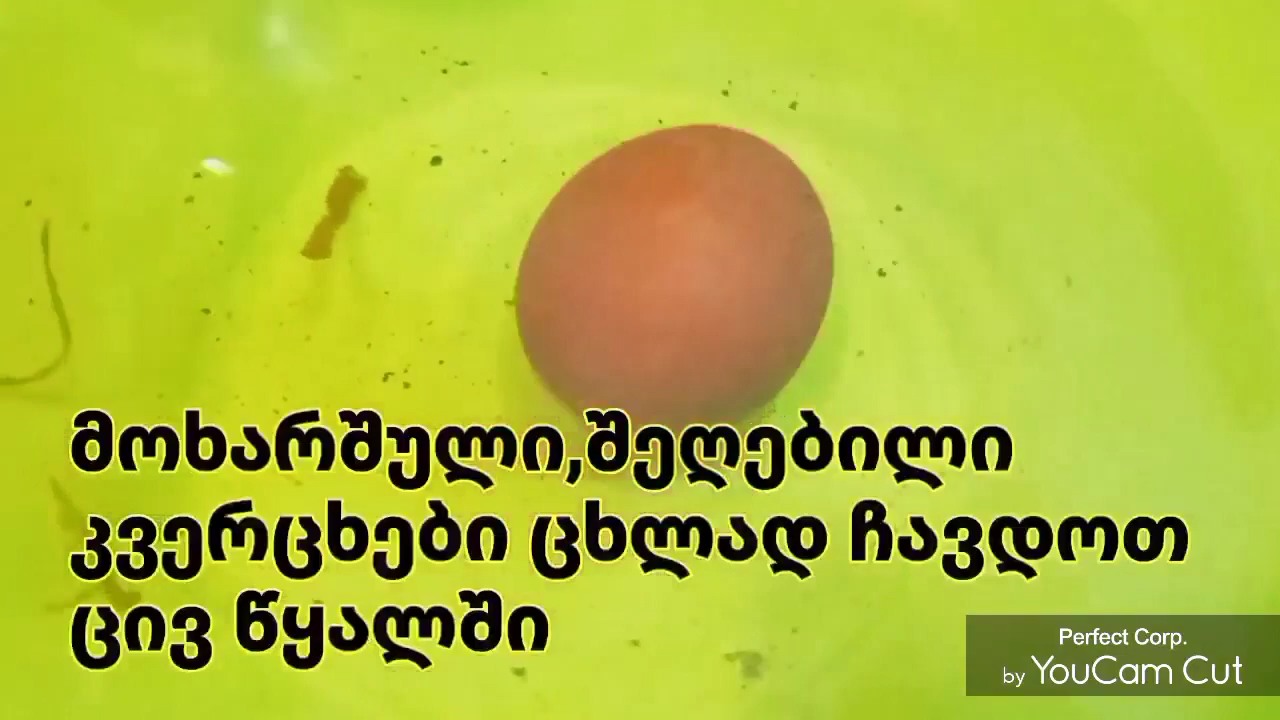 მოხარშული,შეღებილი
კვერცხები ცხლად ჩავდოთ
ცივ წყალში
Perfect Corp.
by YouCam Cut